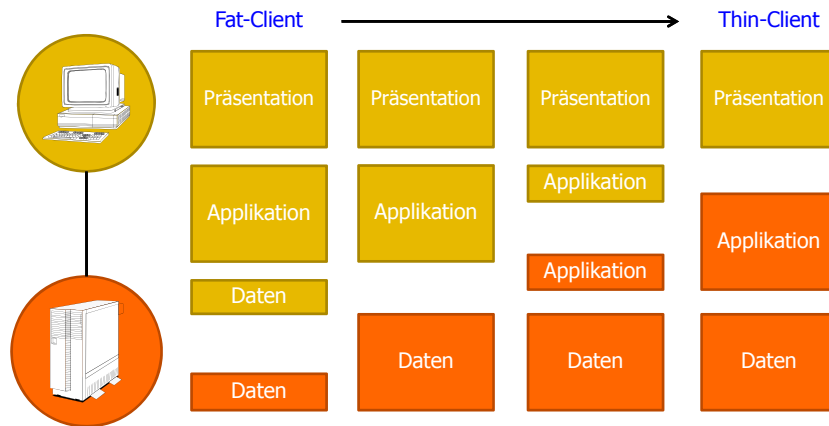 Fat-Client
Thin-Client
Präsentation
Präsentation
Präsentation
Präsentation
Applikation
Applikation
Applikation
Applikation
Applikation
Daten
Daten
Daten
Daten
Daten